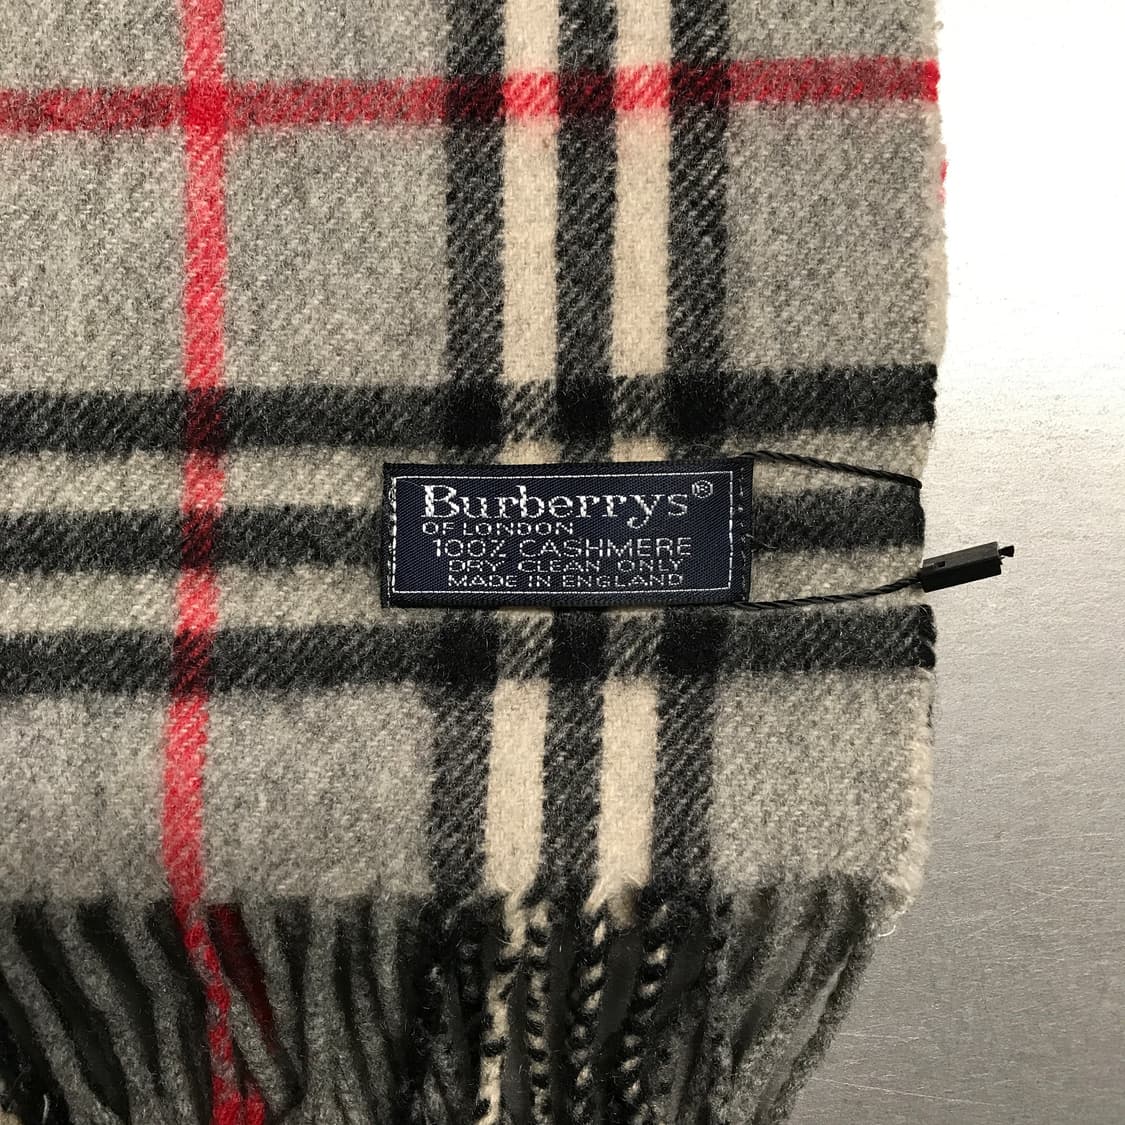 Burberrys®
OF LONDON
100% CASHMERE
DRY CLEAN ONLY
MADE IN ENGLAND